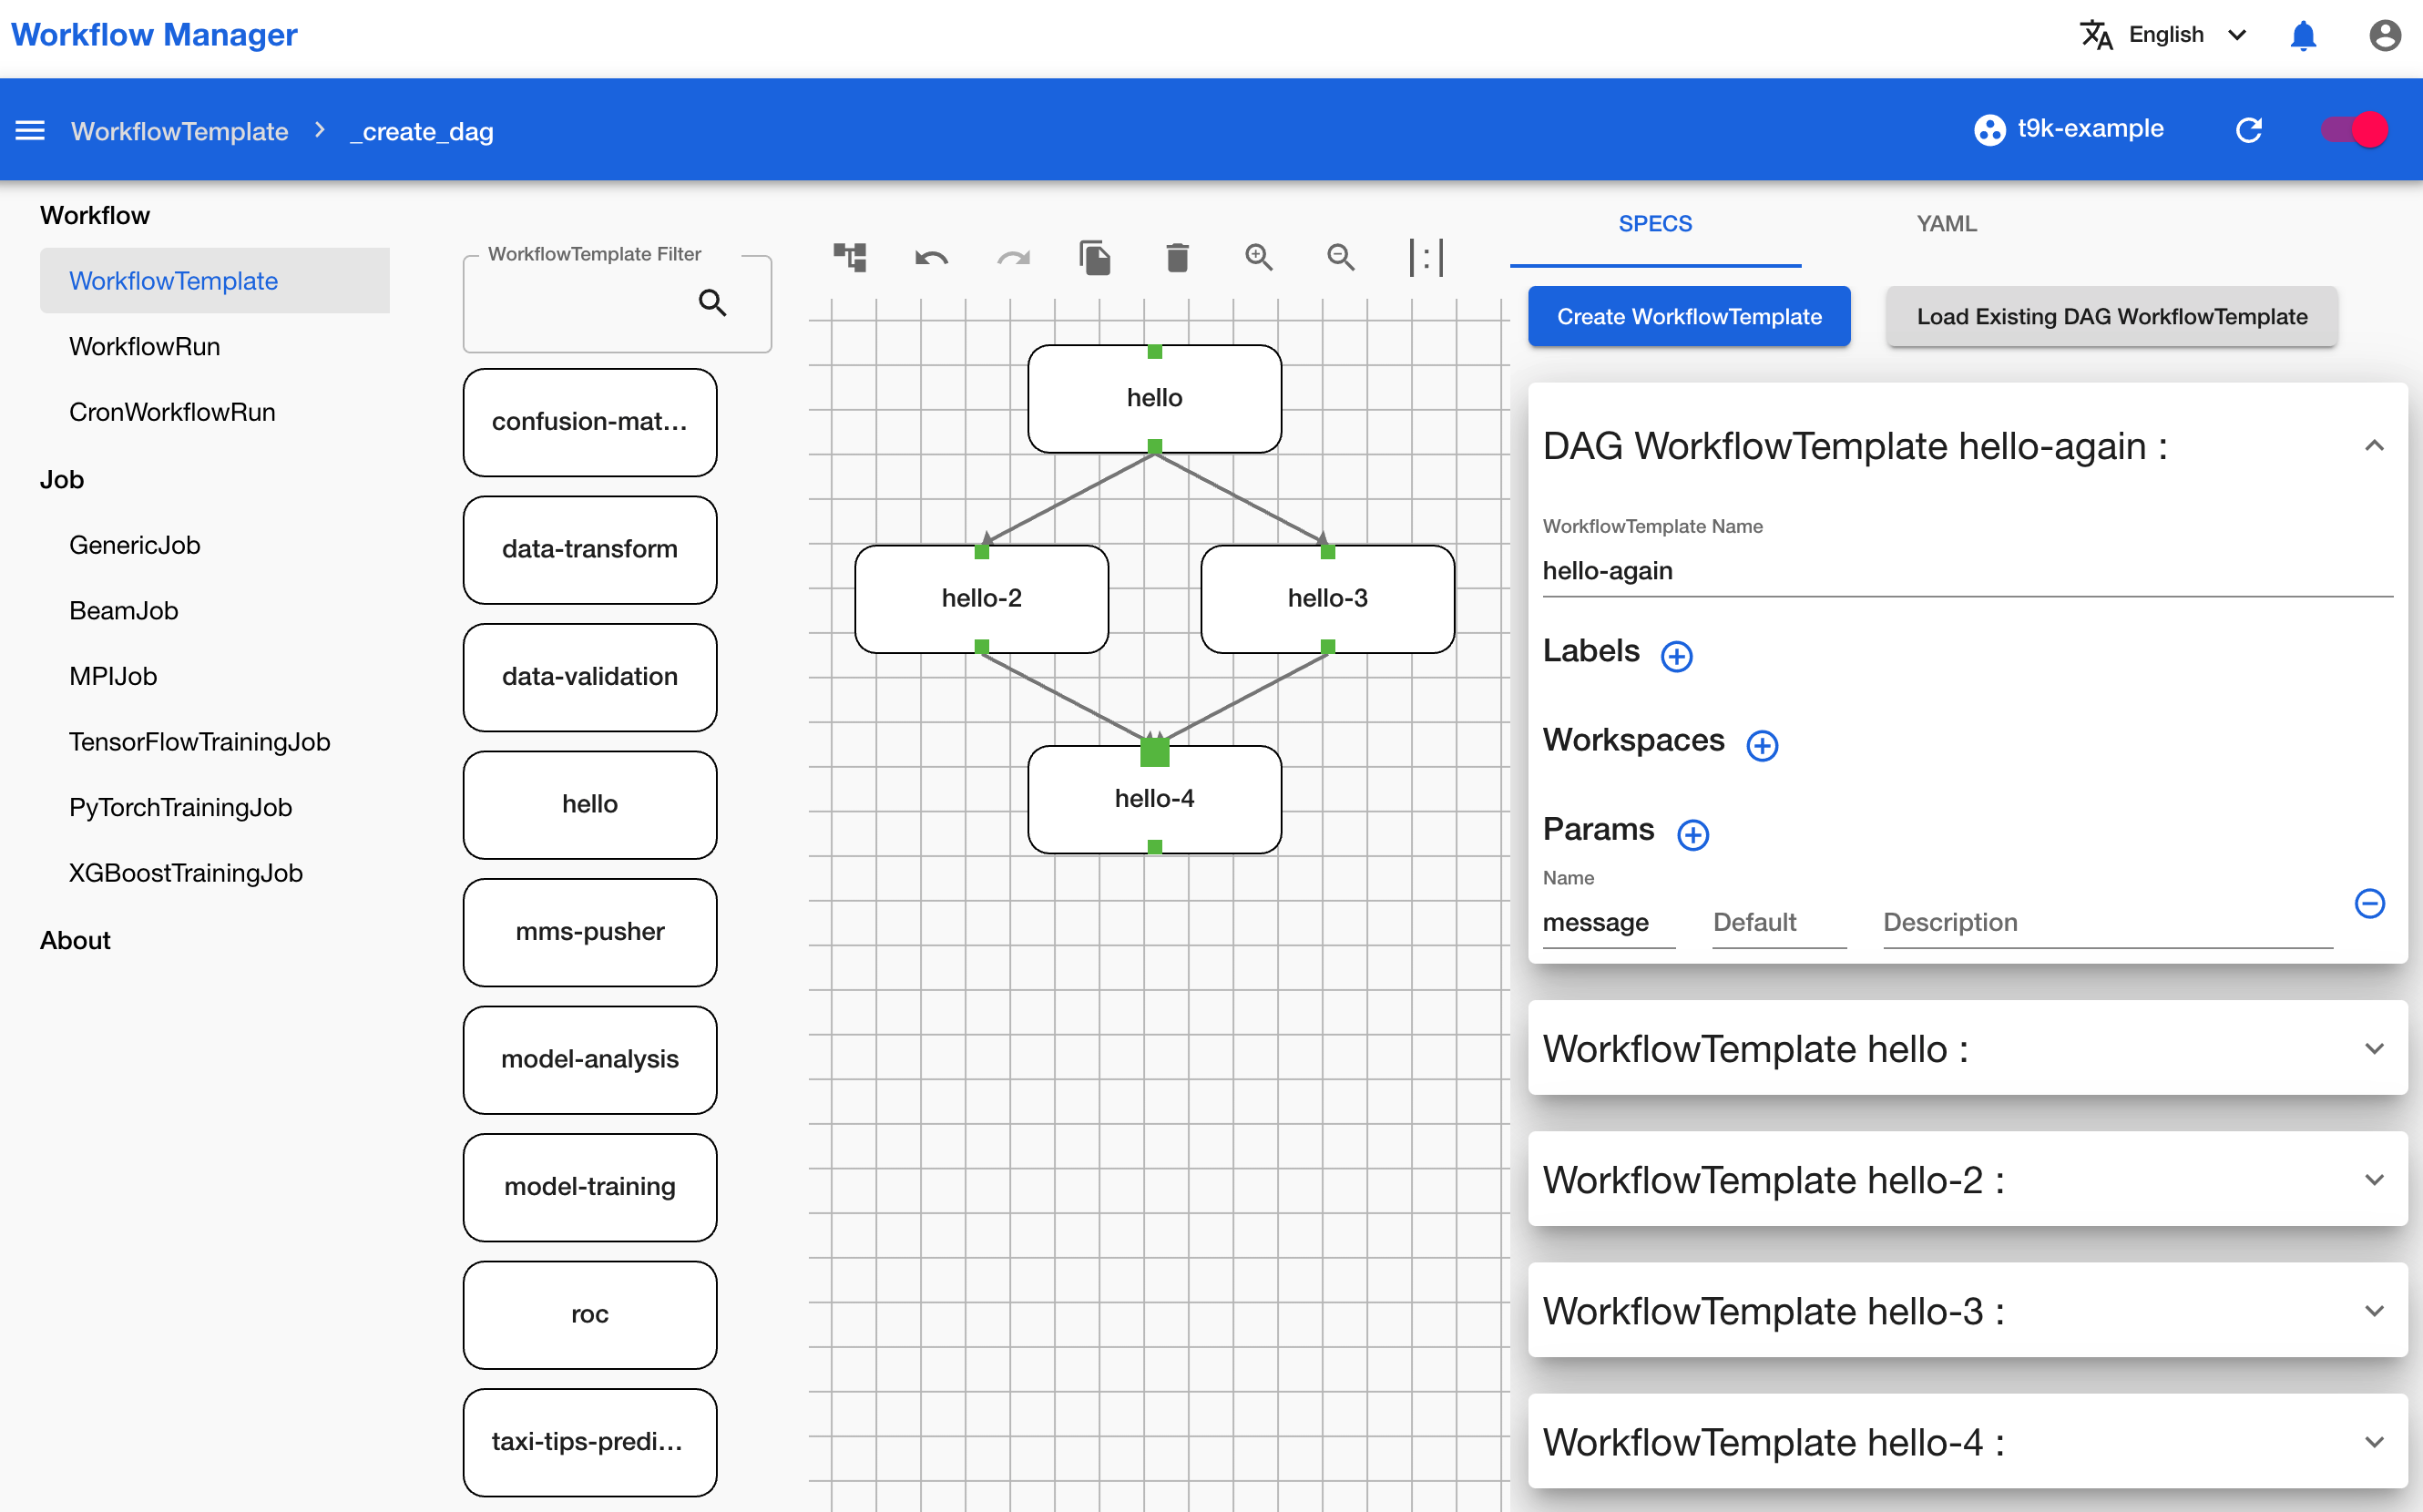 Workflow Manager
English
WorkflowTemplate > _create_dag
t9k-example
Workflow
WorkflowTemplate
WorkflowRun
CronWorkflowRun
Job
GenericJob
BeamJob
MPIJob
TensorFlowTrainingJob
PyTorchTrainingJob
XGBoostTrainingJob
About
WorkflowTemplate Filter
confusion-mat...
data-transform
data-validation
hello
mms-pusher
model-analysis
model-training
roc
taxi-tips-predi...
hello
hello-2
hello-3
hello-4
SPECS
YAML
Create WorkflowTemplate
Load Existing DAG WorkflowTemplate
DAG WorkflowTemplate hello-again :
WorkflowTemplate Name
hello-again
Labels
Workspaces
Params
Name
message
Default
Description
WorkflowTemplate hello :
WorkflowTemplate hello-2 :
WorkflowTemplate hello-3 :
WorkflowTemplate hello-4 :